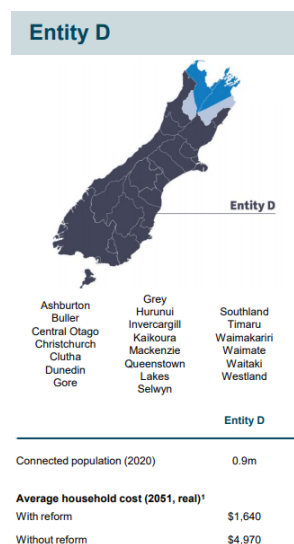 Entity D
Entity D
Ashburton
Buller
Central Otago
Christchurch
Clutha
Dunedin
Gore
Grey
Hurunui
Invercargill
Kaikoura
Mackenzie
Queenstown
Lakes
Selwyn
Southland
Timaru
Waimakariri
Waimate
Waitaki
Westland
Entity D
Connected population (2020) 0.9m
Average household cost (2051, real)¹
With reform $1,640
Without reform $4,970